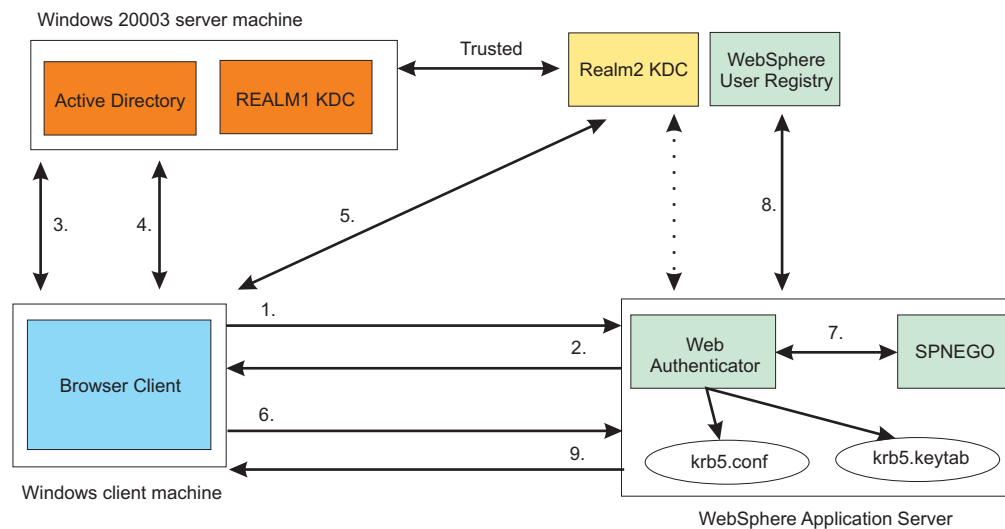 Windows 20003 server machine
Active Directory
REALM1 KDC
Trusted
Realm2 KDC
WebSphere
User Registry
3.
4.
5.
8.
1.
2.
6.
9.
Browser Client
Windows client machine
Web
Authenticator
7.
SPNEGO
krb5.conf
krb5.keytab
WebSphere Application Server